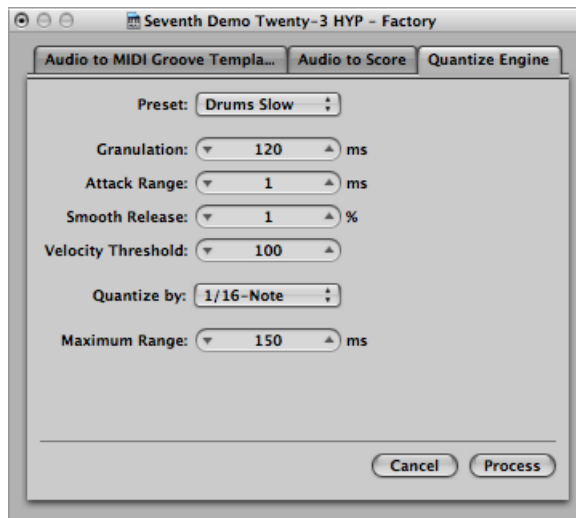 Seventh Demo Twenty-3 HYP – Factory
Audio to MIDI Groove Templa... Audio to Score Quantize Engine
Preset: Drums Slow
Granulation: 120 ms
Attack Range: 1 ms
Smooth Release: 1 %
Velocity Threshold: 100
Quantize by: 1/16-Note
Maximum Range: 150 ms
Cancel Process